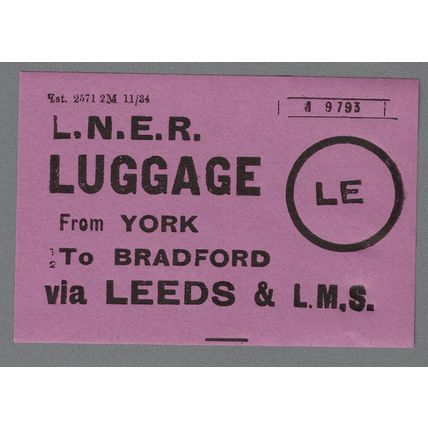 Est. 2571 2M 11/34
A 9793
L.N.E.R.
LUGGAGE
LE
From YORK
½ To BRADFORD
via LEEDS & L.M.S.